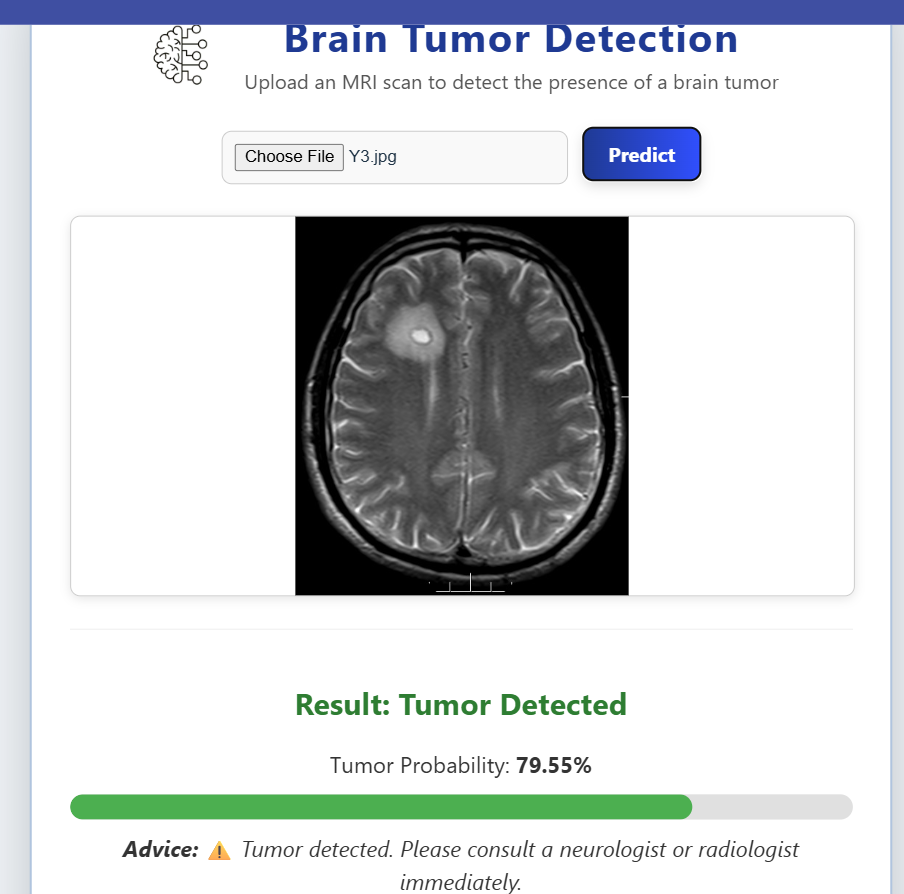 Brain Tumor Detection
Upload an MRI scan to detect the presence of a brain tumor
Choose File Y3.jpg
Predict
Result: Tumor Detected
Tumor Probability: 79.55%
Advice: ⚠️ Tumor detected. Please consult a neurologist or radiologist
immediately.